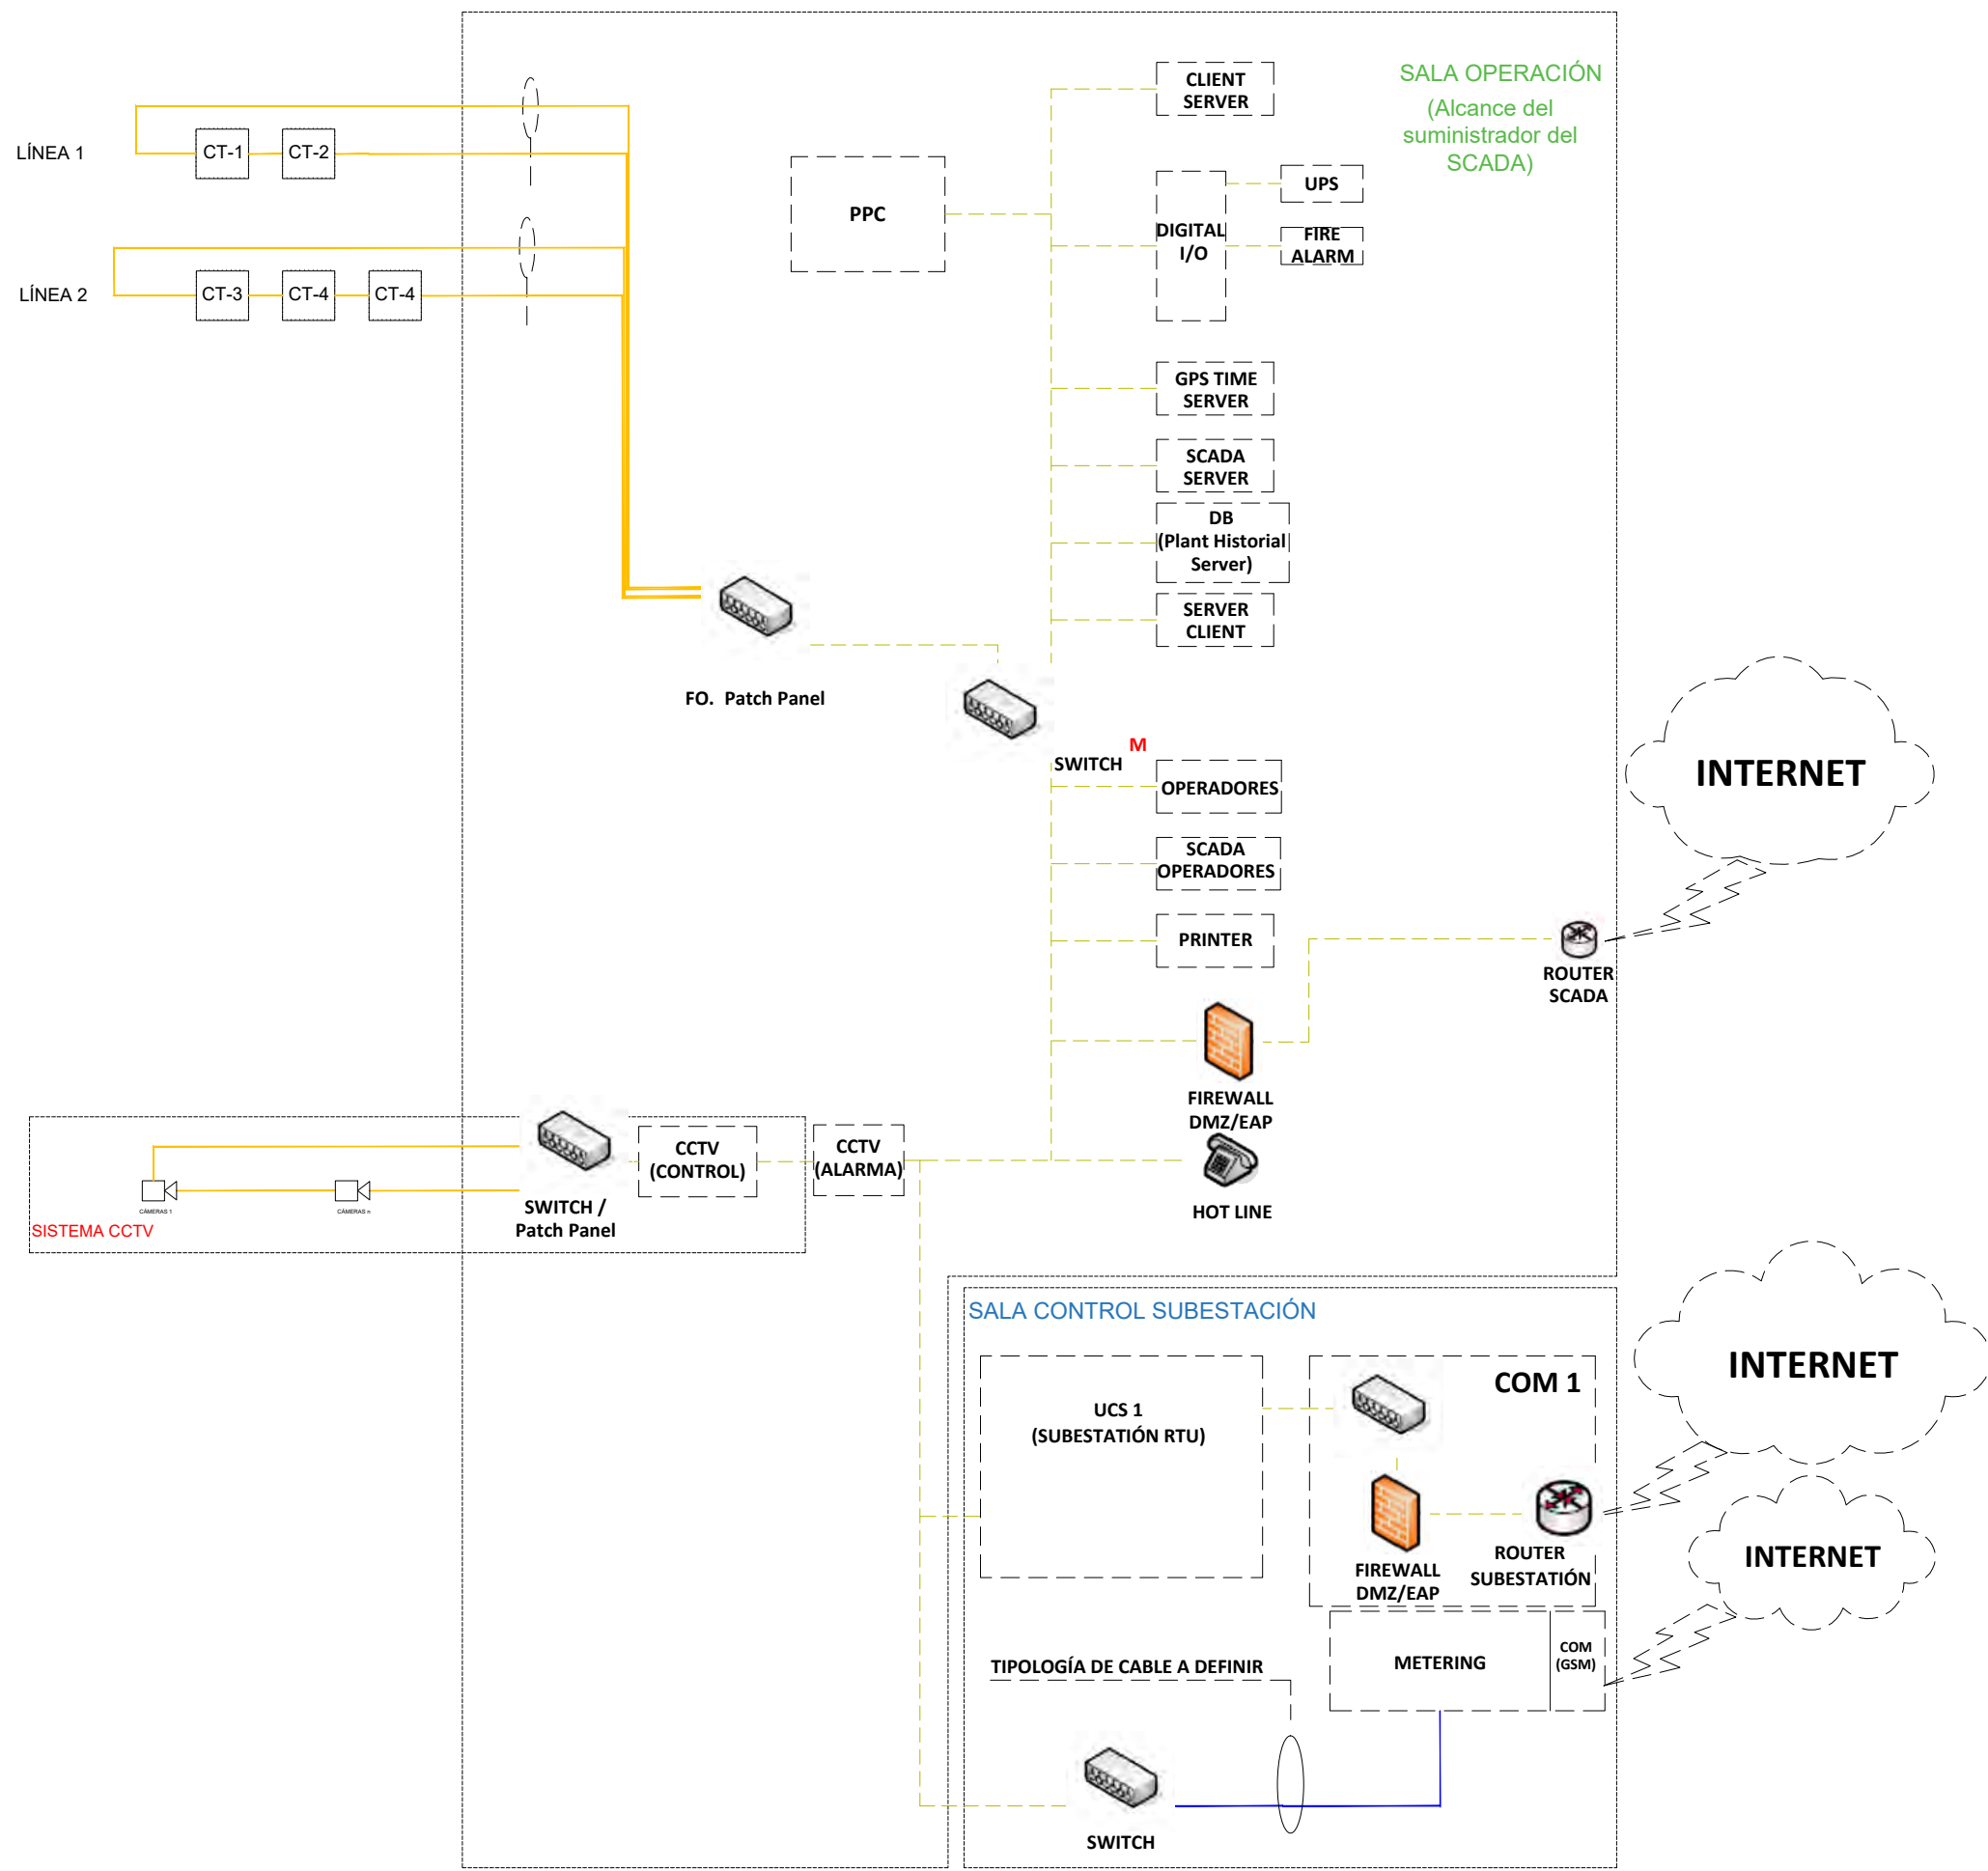 CLIENT
SERVER
SALA OPERACIÓN
(Alcance del
suministrador del
SCADA)
LÍNEA 1
CT-1
CT-2
UPS
PPC
DIGITAL
I/O
FIRE
ALARM
LÍNEA 2
CT-3
CT-4
CT-4
GPS TIME
SERVER
SCADA
SERVER
DB
(Plant Historial
Server)
SERVER
CLIENT
FO. Patch Panel
M
SWITCH
OPERADORES
INTERNET
SCADA
OPERADORES
PRINTER
ROUTER
SCADA
FIREWALL
DMZ/EAP
CCTV
(CONTROL)
CCTV
(ALARMA)
CÁMERAS 1
CÁMERAS n
SWITCH /
Patch Panel
HOT LINE
SISTEMA CCTV
SALA CONTROL SUBESTACIÓN
INTERNET
COM 1
UCS 1
(SUBESTACIÓN RTU)
FIREWALL
DMZ/EAP
ROUTER
SUBESTATIÓN
INTERNET
TIPOLOGÍA DE CABLE A DEFINIR
METERING
COM
(GSM)
SWITCH